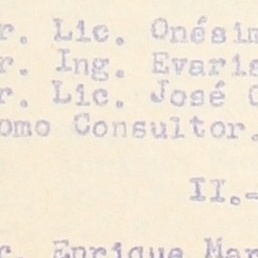 r. Lic. Onésim
r. Ing. Evaris
r. Lic. José
omo Consultor.
II.-
r. Enrique Mar